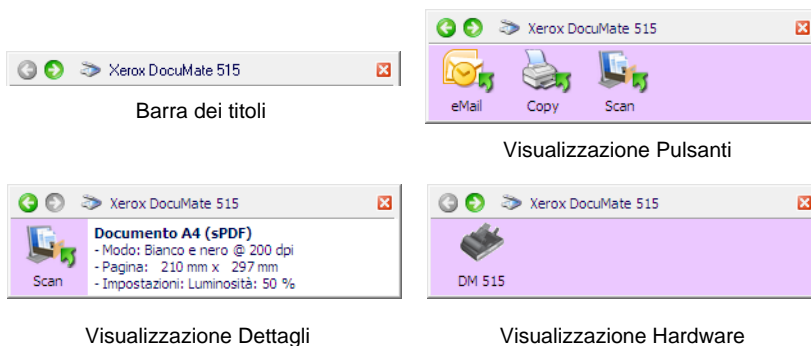 Xerox DocuMate 515
Barra dei titoli
Xerox DocuMate 515
eMail Copy Scan
Visualizzazione Pulsanti
Xerox DocuMate 515
Scan
Documento A4 (sPDF)
- Modo: Bianco e nero @ 200 dpi
- Pagina: 210 mm x 297 mm
- Impostazioni: Luminosità: 50 %
Visualizzazione Dettagli
Xerox DocuMate 515
DM 515
Visualizzazione Hardware